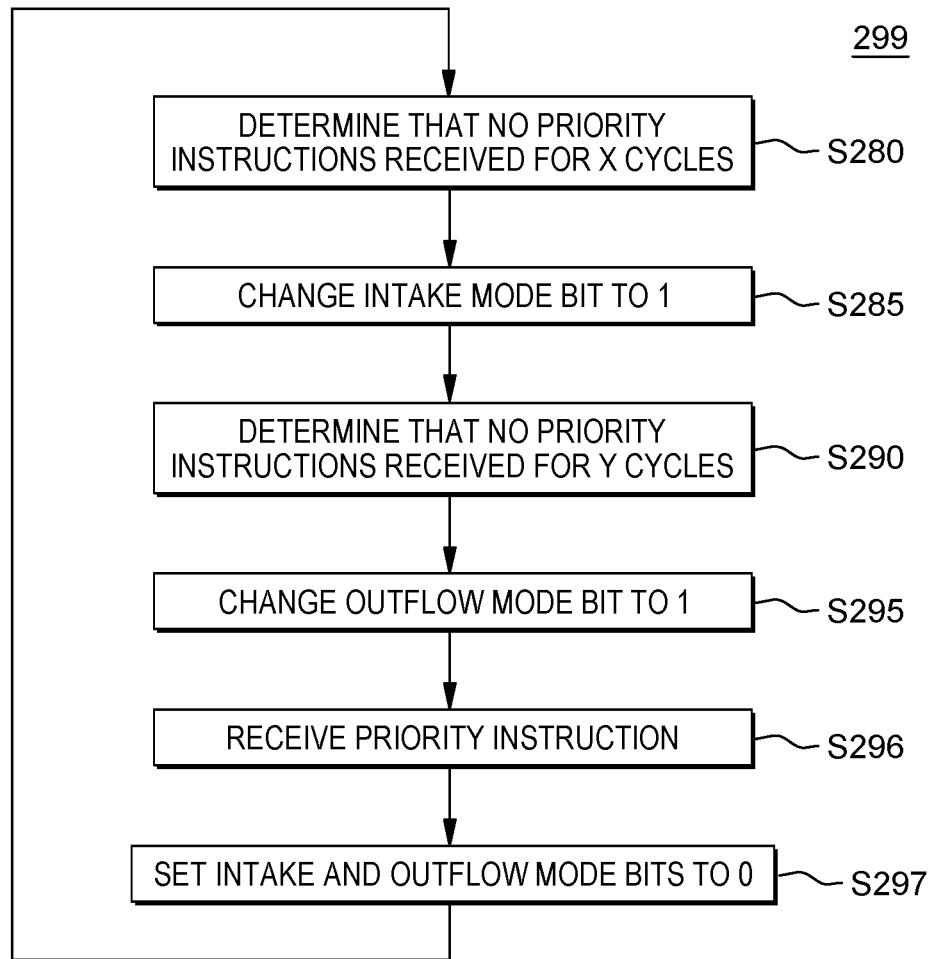 299
DETERMINE THAT NO PRIORITY
INSTRUCTIONS RECEIVED FOR X CYCLES
S280
CHANGE INTAKE MODE BIT TO 1
S285
DETERMINE THAT NO PRIORITY
INSTRUCTIONS RECEIVED FOR Y CYCLES
S290
CHANGE OUTFLOW MODE BIT TO 1
S295
RECEIVE PRIORITY INSTRUCTION
S296
SET INTAKE AND OUTFLOW MODE BITS TO 0
S297